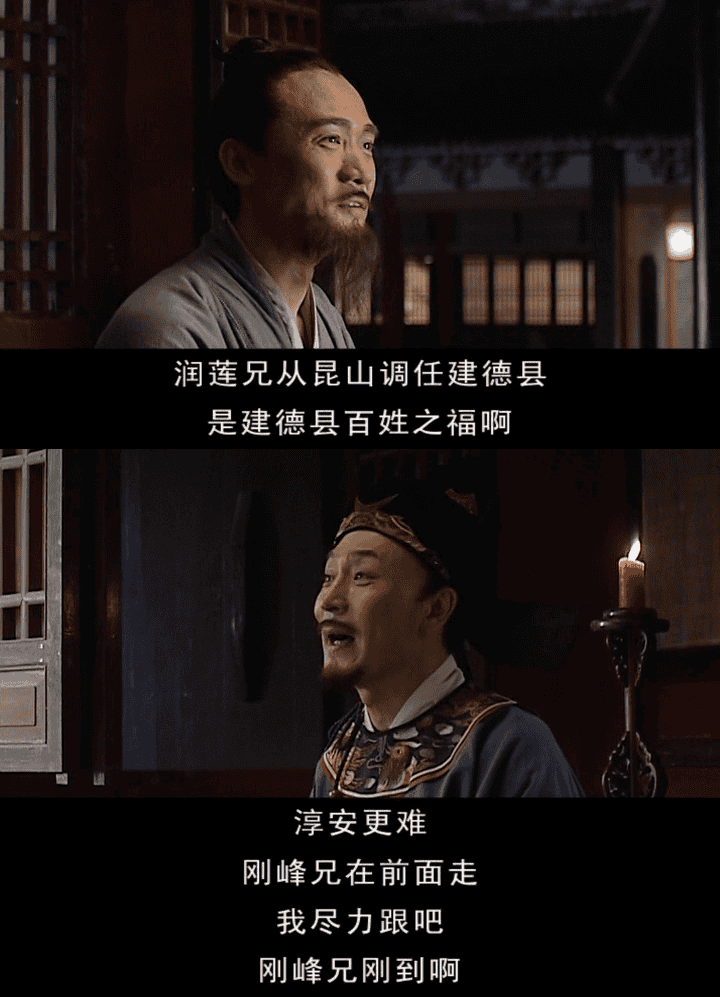 润莲兄从昆山调任建德县
是建德县百姓之福啊
淳安更难
刚峰兄在前面走
我尽力跟吧
刚峰兄刚到啊